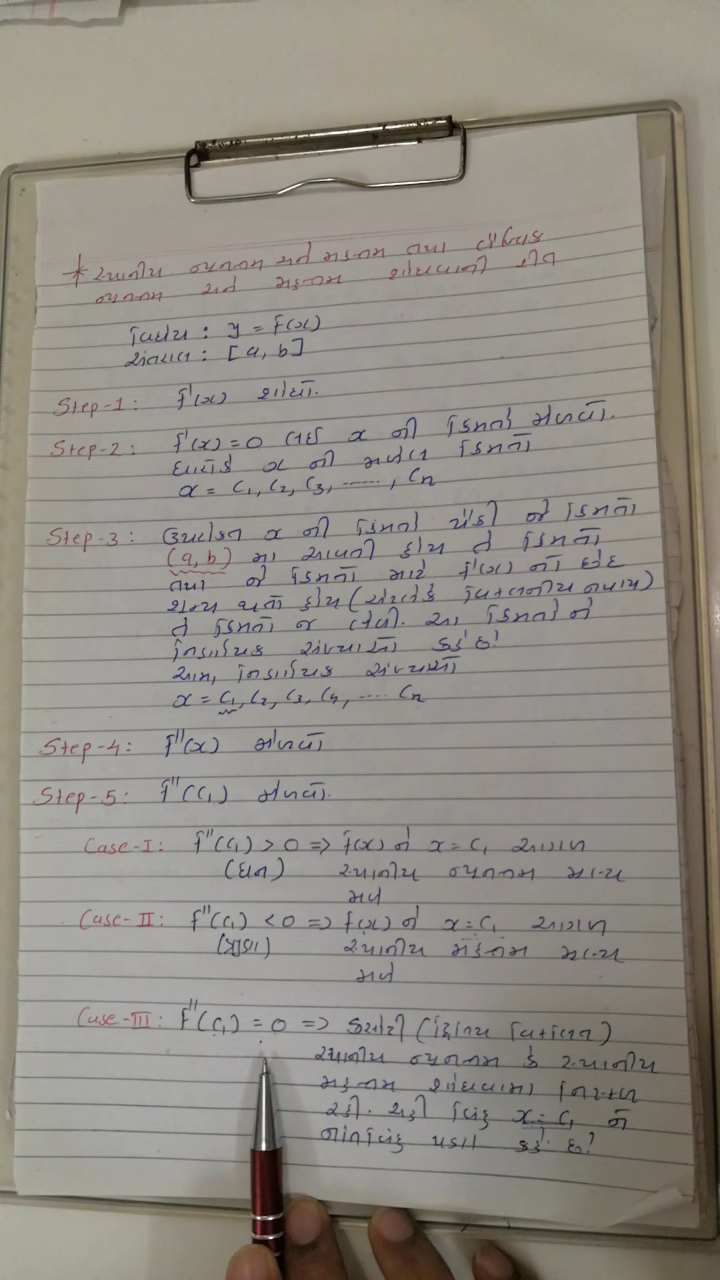 * સ્થાનીય ન્યૂનતમ અને મહત્તમ તથા વૈશ્વિક
ન્યૂનતમ અને મહત્તમ શોધવાની રીત
વિધેય : y = f(x)
અંતરાલ : [a, b]
Step-1: f'(x) શોધો.
Step-2: f'(x) = 0 લઈ x ની કિંમતો મેળવો.
ધારોકે x ની મળેલ કિંમતો
x = c₁, c₂, c₃, ......, cn
Step-3: ઉપરોક્ત x ની કિંમતો પૈકી જે કિંમતો
(a, b) માં આવતી હોય તે કિંમતો
તથા જે કિંમતો માટે f'(x) નો છેદ
શૂન્ય થતો હોય (એટલેકે વિકલનીય ન થાય)
તે કિંમતો જ લેવી. આ કિંમતો ને
નિર્ણાયક સંખ્યાઓ કહે છે.
આમ, નિર્ણાયક સંખ્યાઓ
x = c₁, c₂, c₃, c₄, .... cn
Step-4: f''(x) મેળવો
Step-5: f''(c₁) મેળવો.
Case-I: f''(c₁) > 0 => f(x) ને x = c₁ આગળ
(ધન) સ્થાનીય ન્યૂનતમ મૂલ્ય
મળે
Case-II: f''(c₁) < 0 => f(x) ને x = c₁ આગળ
(ઋણ) સ્થાનીય મહત્તમ મૂલ્ય
મળે
Case-III: f''(c₁) = 0 => કસોટી (દ્વિતીય વિકલિત)
સ્થાનીય ન્યૂનતમ કે સ્થાનીય
મહત્તમ શોધવામાં નિષ્ફળ
રહી. અહી બિંદુ x = c₁ ને
નતિબિંદુ પણ કહે છે.